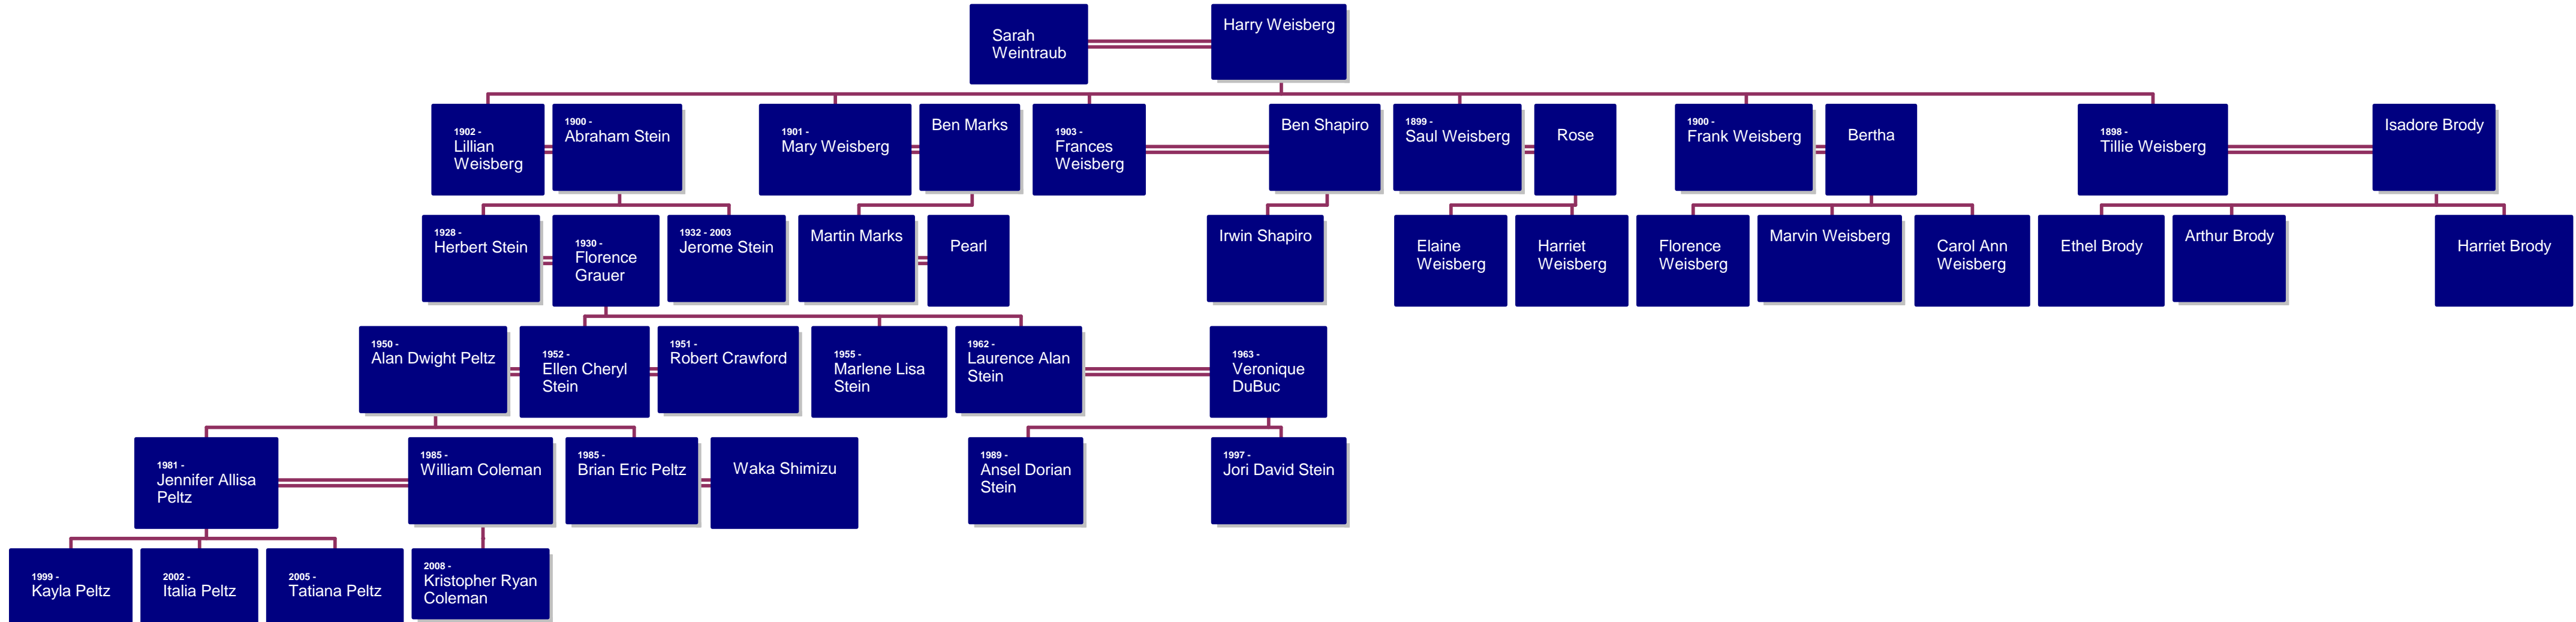 Sarah
Weintraub
Harry Weisberg
1902 -
Lillian
Weisberg
1900 -
Abraham Stein
1901 -
Mary Weisberg
Ben Marks
1903 -
Frances
Weisberg
Ben Shapiro
1899 -
Saul Weisberg
Rose
1900 -
Frank Weisberg
Bertha
1898 -
Tillie Weisberg
Isadore Brody
1928 -
Herbert Stein
1930 -
Florence
Grauer
1932 - 2003
Jerome Stein
Martin Marks
Pearl
Irwin Shapiro
Elaine
Weisberg
Harriet
Weisberg
Florence
Weisberg
Marvin Weisberg
Carol Ann
Weisberg
Ethel Brody
Arthur Brody
Harriet Brody
1950 -
Alan Dwight Peltz
1952 -
Ellen Cheryl
Stein
1951 -
Robert Crawford
1955 -
Marlene Lisa
Stein
1962 -
Laurence Alan
Stein
1963 -
Veronique
DuBuc
1981 -
Jennifer Allisa
Peltz
1985 -
William Coleman
1985 -
Brian Eric Peltz
Waka Shimizu
1989 -
Ansel Dorian
Stein
1997 -
Jori David Stein
1999 -
Kayla Peltz
2002 -
Italia Peltz
2005 -
Tatiana Peltz
2008 -
Kristopher Ryan
Coleman